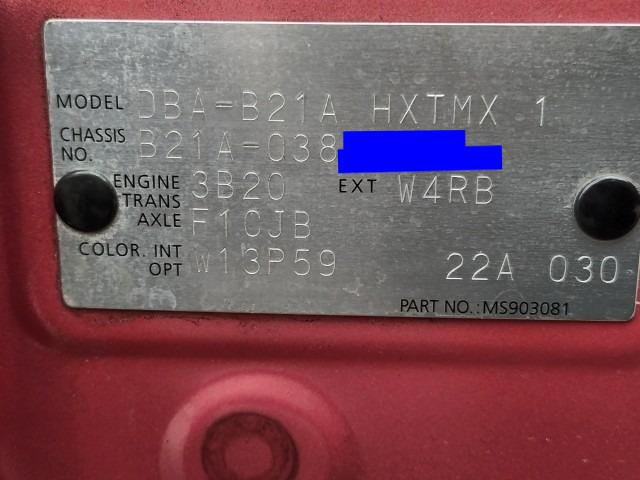 MODEL DBA-B21A HXTMX 1
CHASSIS NO. B21A-038
ENGINE 3B20 EXT W4RB
TRANS AXLE F1CJB
COLOR. INT OPT W13P59 22A 030
PART NO.: MS903081